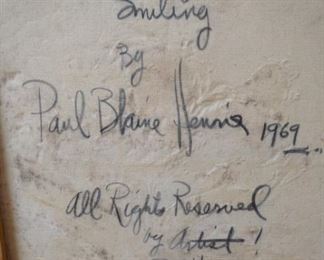 Smiling
By
Paul Blaine Henrie 1969
All Rights Reserved
by Artist!